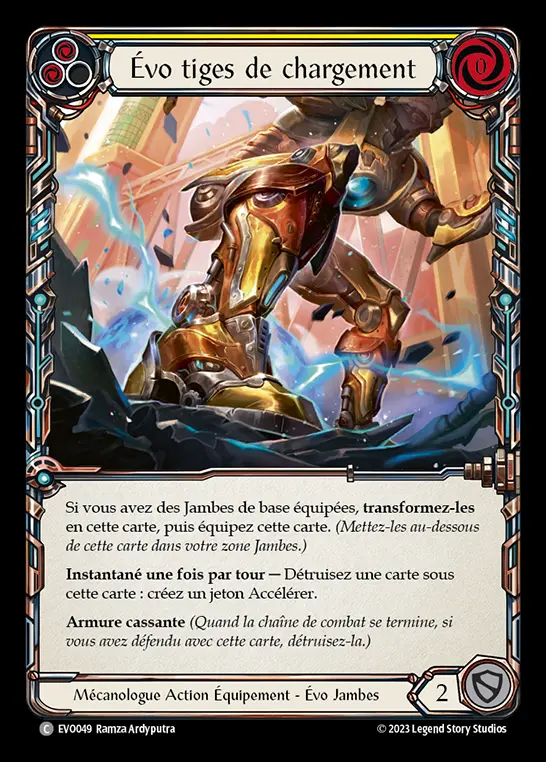 Évo tiges de chargement
0
Si vous avez des Jambes de base équipées, transformez-les
en cette carte, puis équipez cette carte. (Mettez-les au-dessous
de cette carte dans votre zone Jambes.)
Instantané une fois par tour — Détruisez une carte sous
cette carte : créez un jeton Accélérer.
Armure cassante (Quand la chaîne de combat se termine, si
vous avez défendu avec cette carte, détruisez-la.)
Mécanologue Action Équipement - Évo Jambes
2
C EVO049 Ramza Ardyputra
© 2023 Legend Story Studios